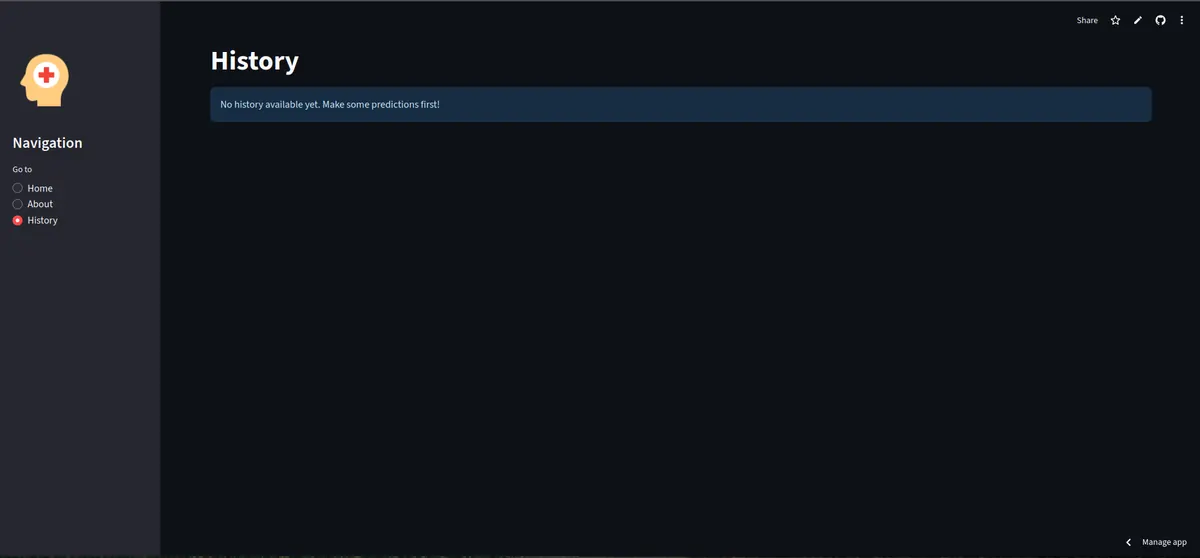 Share
Navigation
Go to
Home
About
History
History
No history available yet. Make some predictions first!
Manage app